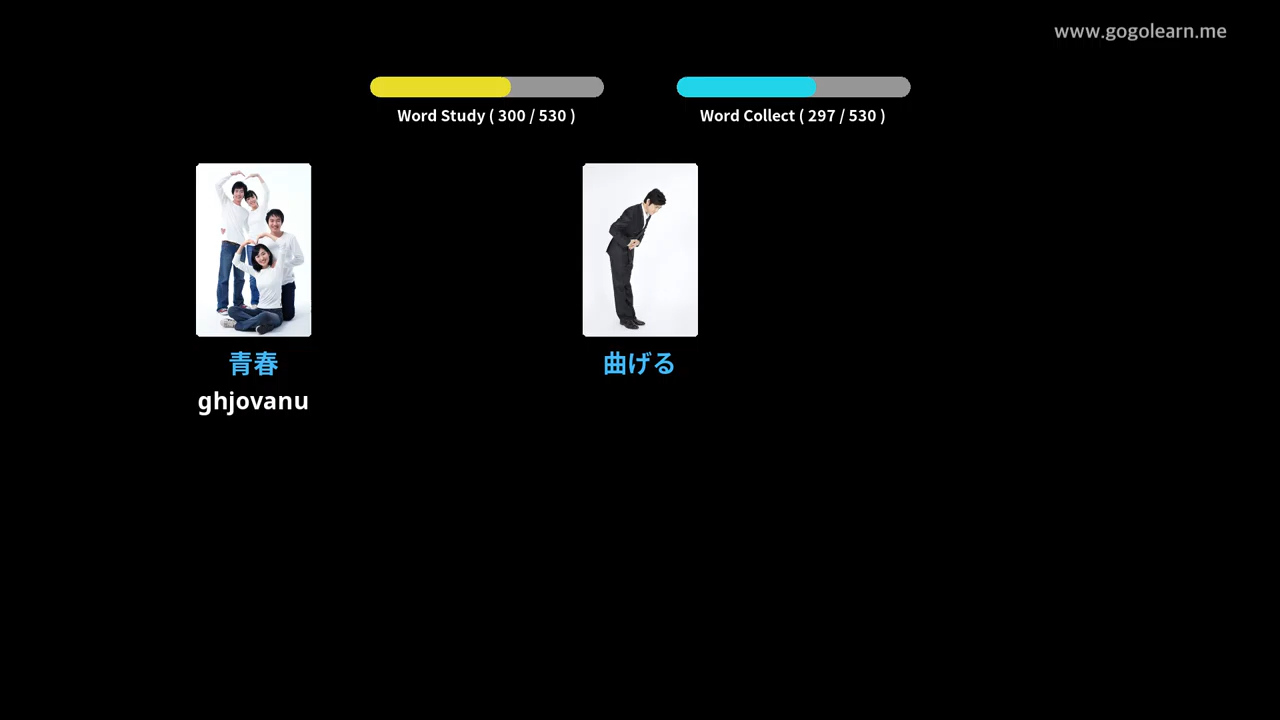 www.gogolearn.me
Word Study ( 300 / 530 )
Word Collect ( 297 / 530 )
青春
ghjovanu
曲げる